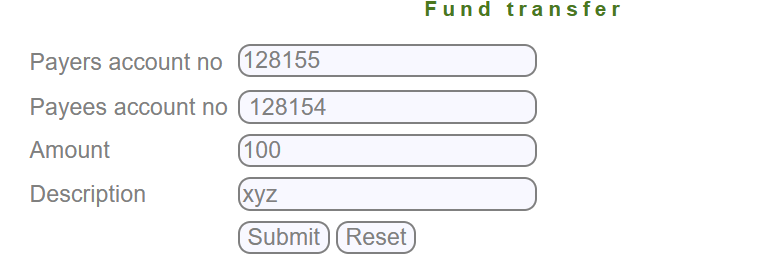 Fund transfer
Payers account no 128155
Payees account no 128154
Amount 100
Description xyz
Submit Reset